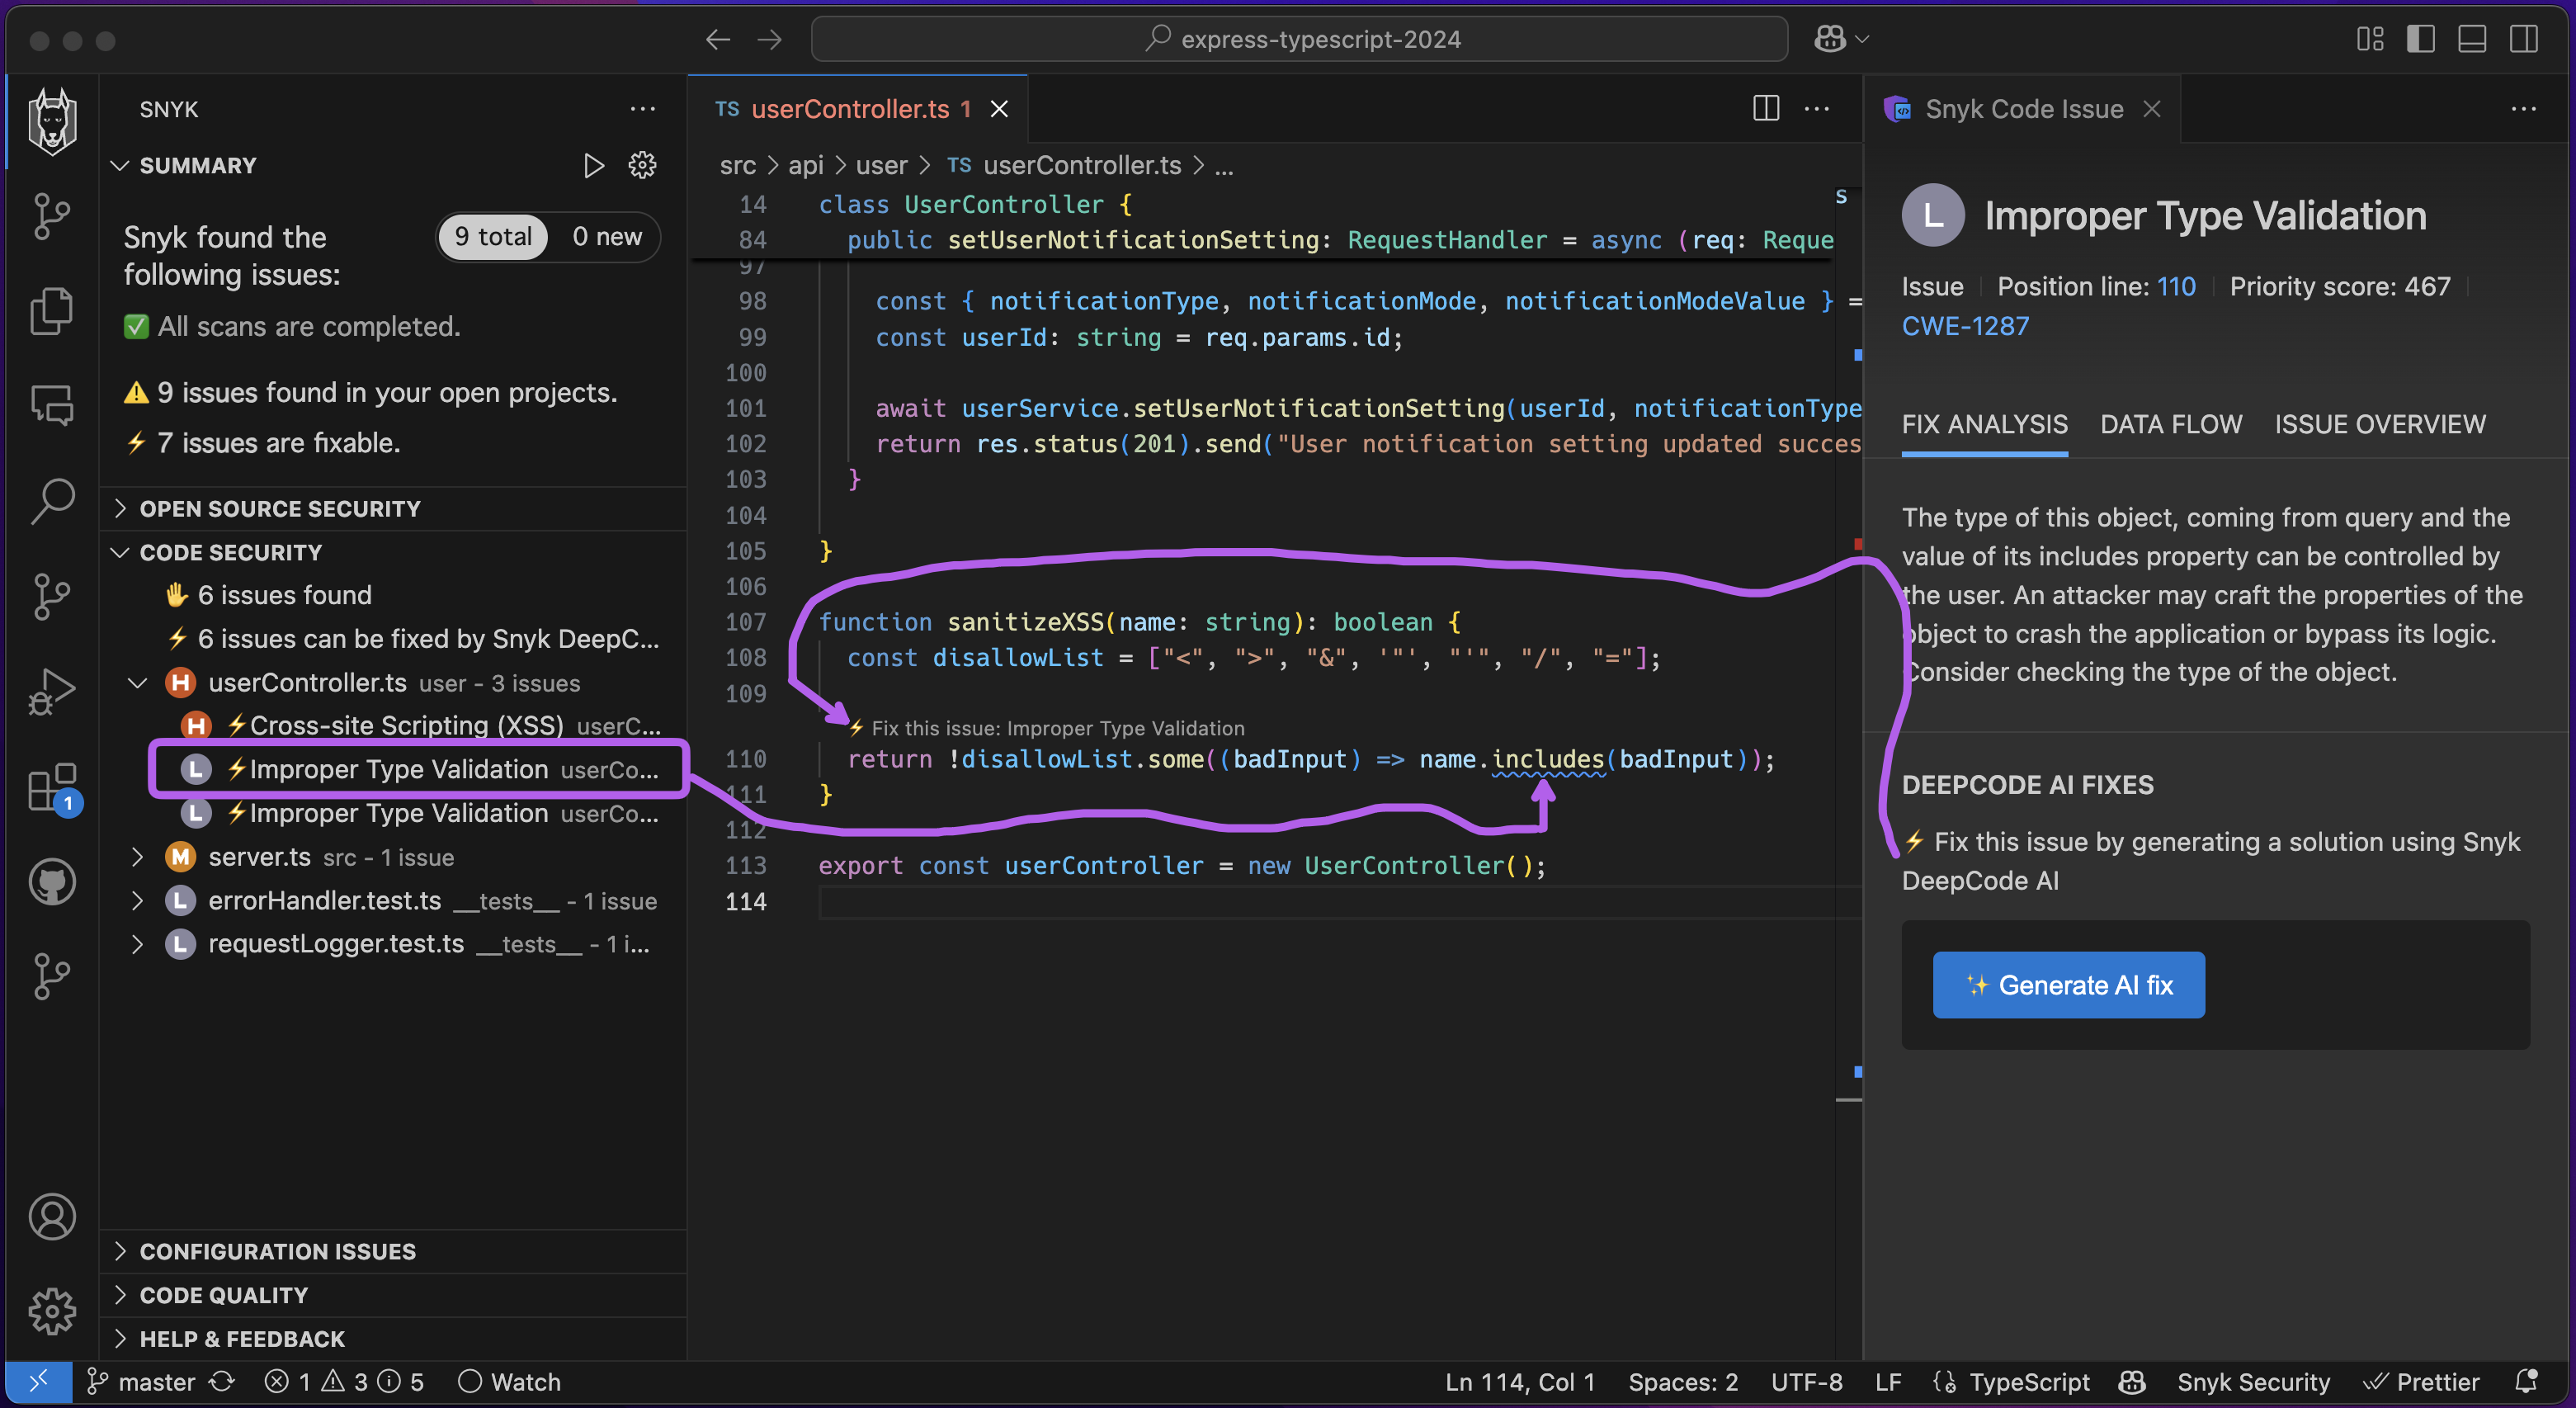 express-typescript-2024
SNYK
SUMMARY
Snyk found the
following issues:
9 total
0 new
✅ All scans are completed.
⚠️ 9 issues found in your open projects.
⚡ 7 issues are fixable.
OPEN SOURCE SECURITY
CODE SECURITY
✋ 6 issues found
⚡ 6 issues can be fixed by Snyk DeepC...
H userController.ts user - 3 issues
H ⚡Cross-site Scripting (XSS) userC...
L ⚡Improper Type Validation userCo...
L ⚡Improper Type Validation userCo...
M server.ts src - 1 issue
L errorHandler.test.ts __tests__ - 1 issue
L requestLogger.test.ts __tests__ - 1 i...
CONFIGURATION ISSUES
CODE QUALITY
HELP & FEEDBACK
1
TS userController.ts 1
src > api > user > TS userController.ts > ...
14 class UserController {
84 public setUserNotificationSetting: RequestHandler = async (req: Reque
97
98 const { notificationType, notificationMode, notificationModeValue } =
99 const userId: string = req.params.id;
100
101 await userService.setUserNotificationSetting(userId, notificationType
102 return res.status(201).send("User notification setting updated succes
103 }
104
105 }
106
107 function sanitizeXSS(name: string): boolean {
108 const disallowList = ["<", ">", "&", '"', "'", "/", "="];
109
⚡ Fix this issue: Improper Type Validation
110 return !disallowList.some((badInput) => name.includes(badInput));
111 }
112
113 export const userController = new UserController();
114
s
Snyk Code Issue
L Improper Type Validation
Issue Position line: 110 Priority score: 467
CWE-1287
FIX ANALYSIS DATA FLOW ISSUE OVERVIEW
The type of this object, coming from query and the
value of its includes property can be controlled by
the user. An attacker may craft the properties of the
object to crash the application or bypass its logic.
Consider checking the type of the object.
DEEPCODE AI FIXES
⚡ Fix this issue by generating a solution using Snyk
DeepCode AI
✨ Generate AI fix
master 1 3 5 Watch
Ln 114, Col 1 Spaces: 2 UTF-8 LF TypeScript Snyk Security Prettier